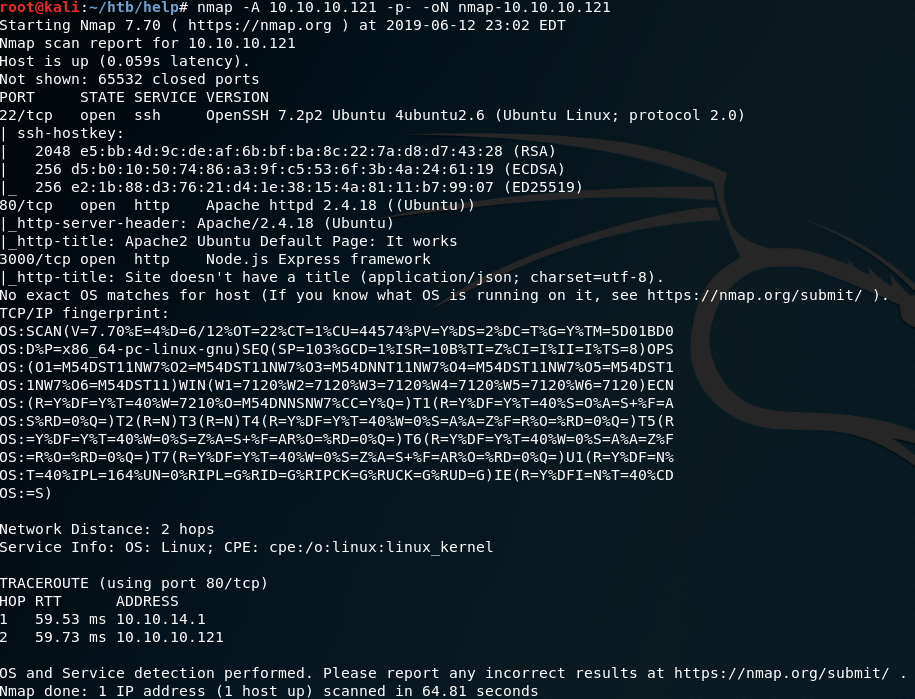 root@kali:~/htb/help# nmap -A 10.10.10.121 -p- -oN nmap-10.10.10.121
Starting Nmap 7.70 ( https://nmap.org ) at 2019-06-12 23:02 EDT
Nmap scan report for 10.10.10.121
Host is up (0.059s latency).
Not shown: 65532 closed ports
PORT     STATE SERVICE VERSION
22/tcp   open  ssh     OpenSSH 7.2p2 Ubuntu 4ubuntu2.6 (Ubuntu Linux; protocol 2.0)
| ssh-hostkey:
|   2048 e5:bb:4d:9c:de:af:6b:bf:ba:8c:22:7a:d8:d7:43:28 (RSA)
|   256 d5:b0:10:50:74:86:a3:9f:c5:53:6f:3b:4a:24:61:19 (ECDSA)
|_  256 e2:1b:88:d3:76:21:d4:1e:38:15:4a:81:11:b7:99:07 (ED25519)
80/tcp   open  http    Apache httpd 2.4.18 ((Ubuntu))
|_http-server-header: Apache/2.4.18 (Ubuntu)
|_http-title: Apache2 Ubuntu Default Page: It works
3000/tcp open  http    Node.js Express framework
|_http-title: Site doesn't have a title (application/json; charset=utf-8).
No exact OS matches for host (If you know what OS is running on it, see https://nmap.org/submit/ ).
TCP/IP fingerprint:
OS:SCAN(V=7.70%E=4%D=6/12%OT=22%CT=1%CU=44574%PV=Y%DS=2%DC=T%G=Y%TM=5D01BD0
OS:D%P=x86_64-pc-linux-gnu)SEQ(SP=103%GCD=1%ISR=10B%TI=Z%CI=I%II=I%TS=8)OPS
OS:(O1=M54DST11NW7%O2=M54DST11NW7%O3=M54DNNT11NW7%O4=M54DST11NW7%O5=M54DST1
OS:1NW7%O6=M54DST11)WIN(W1=7120%W2=7120%W3=7120%W4=7120%W5=7120%W6=7120)ECN
OS:(R=Y%DF=Y%T=40%W=7210%O=M54DNNSNW7%CC=Y%Q=)T1(R=Y%DF=Y%T=40%S=O%A=S+%F=A
OS:S%RD=0%Q=)T2(R=N)T3(R=N)T4(R=Y%DF=Y%T=40%W=0%S=A%A=Z%F=R%O=%RD=0%Q=)T5(R
OS:=Y%DF=Y%T=40%W=0%S=Z%A=S+%F=AR%O=%RD=0%Q=)T6(R=Y%DF=Y%T=40%W=0%S=A%A=Z%F
OS:=R%O=%RD=0%Q=)T7(R=Y%DF=Y%T=40%W=0%S=Z%A=S+%F=AR%O=%RD=0%Q=)U1(R=Y%DF=N%
OS:T=40%IPL=164%UN=0%RIPL=G%RID=G%RIPCK=G%RUCK=G%RUD=G)IE(R=Y%DFI=N%T=40%CD
OS:=S)

Network Distance: 2 hops
Service Info: OS: Linux; CPE: cpe:/o:linux:linux_kernel

TRACEROUTE (using port 80/tcp)
HOP RTT      ADDRESS
1   59.53 ms 10.10.14.1
2   59.73 ms 10.10.10.121

OS and Service detection performed. Please report any incorrect results at https://nmap.org/submit/ .
Nmap done: 1 IP address (1 host up) scanned in 64.81 seconds